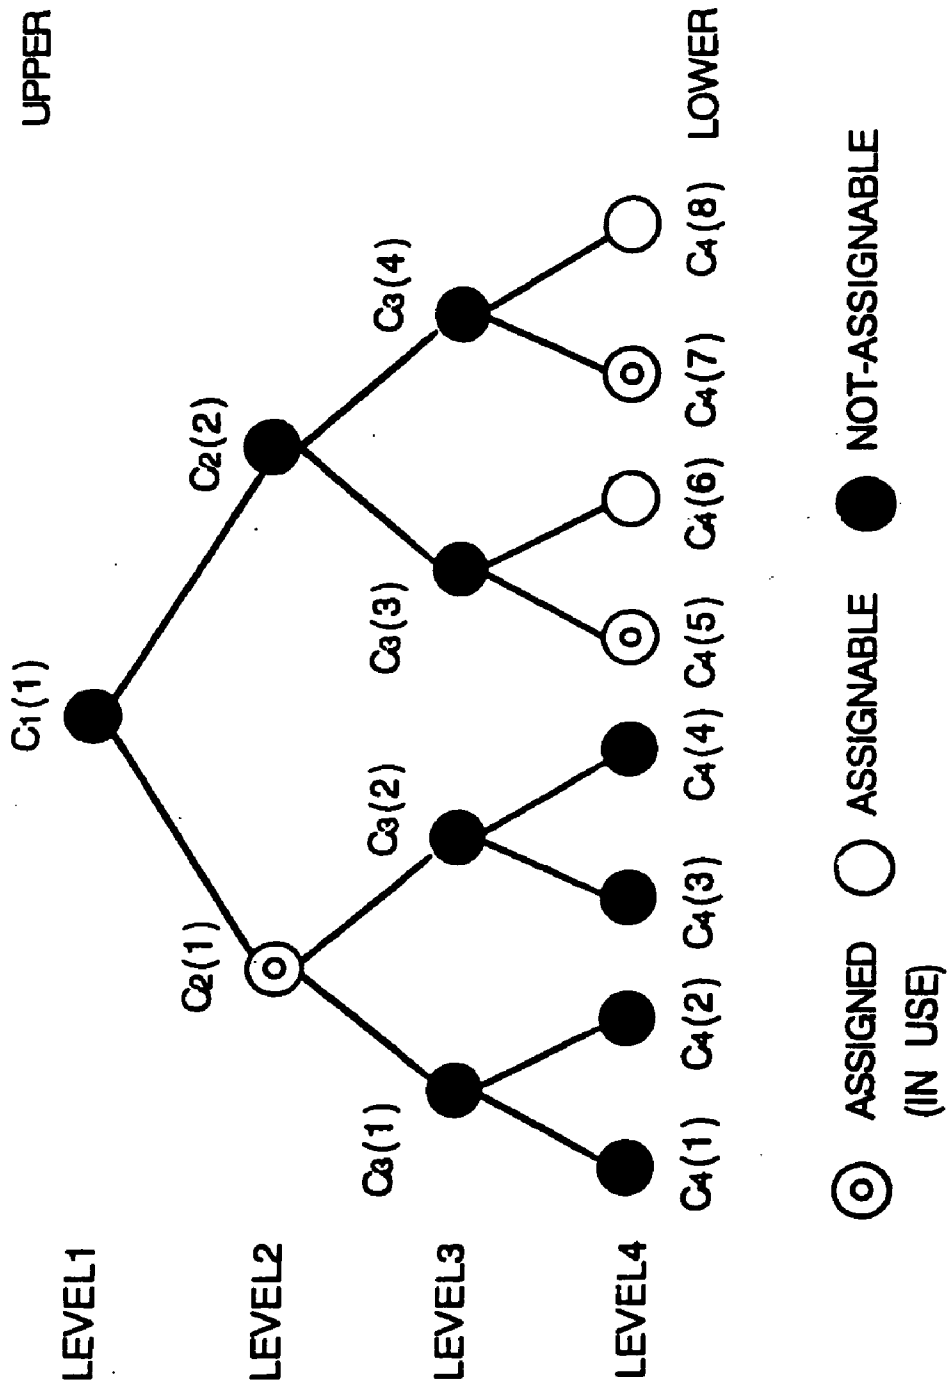 UPPER
LEVEL1
C1(1)
LEVEL2
C2(1)
C2(2)
LEVEL3
C3(1)
C3(2)
C3(3)
C3(4)
LEVEL4
C4(1)
C4(2)
C4(3)
C4(4)
C4(5)
C4(6)
C4(7)
C4(8)
LOWER
ASSIGNED
(IN USE)
ASSIGNABLE
NOT-ASSIGNABLE